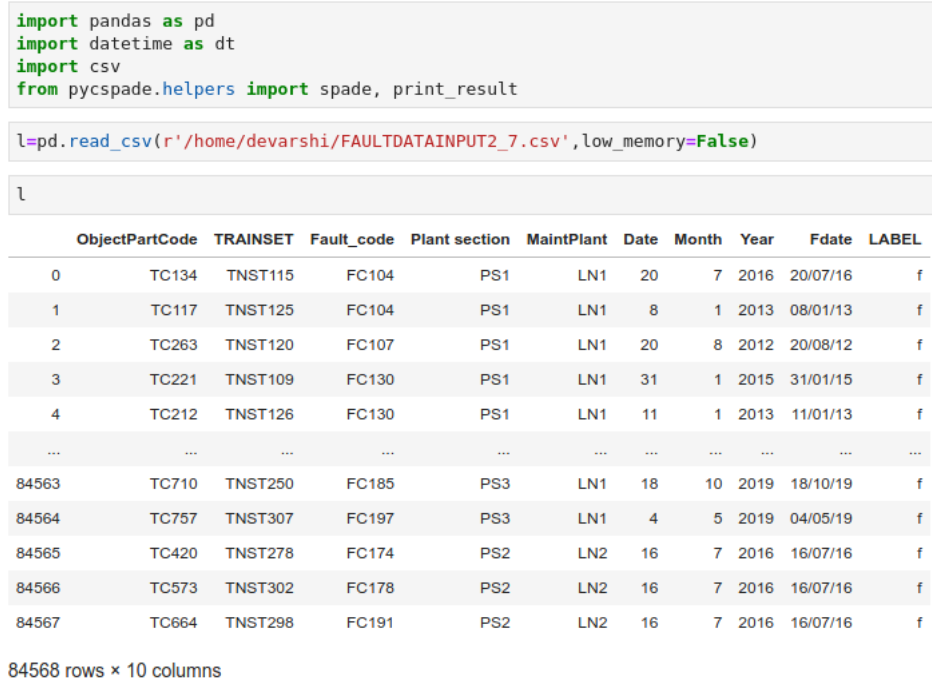 import pandas as pd
import datetime as dt
import csv
from pycspade.helpers import spade, print_result
l=pd.read_csv(r'/home/devarshi/FAULTDATAINPUT2_7.csv',low_memory=False)
l
ObjectPartCode TRAINSET Fault_code Plant section MaintPlant Date Month Year Fdate LABEL
0 TC134 TNST115 FC104 PS1 LN1 20 7 2016 20/07/16 f
1 TC117 TNST125 FC104 PS1 LN1 8 1 2013 08/01/13 f
2 TC263 TNST120 FC107 PS1 LN1 20 8 2012 20/08/12 f
3 TC221 TNST109 FC130 PS1 LN1 31 1 2015 31/01/15 f
4 TC212 TNST126 FC130 PS1 LN1 11 1 2013 11/01/13 f
... ... ... ... ... ... ... ... ... ... ...
84563 TC710 TNST250 FC185 PS3 LN1 18 10 2019 18/10/19 f
84564 TC757 TNST307 FC197 PS3 LN1 4 5 2019 04/05/19 f
84565 TC420 TNST278 FC174 PS2 LN2 16 7 2016 16/07/16 f
84566 TC573 TNST302 FC178 PS2 LN2 16 7 2016 16/07/16 f
84567 TC664 TNST298 FC191 PS2 LN2 16 7 2016 16/07/16 f
84568 rows × 10 columns